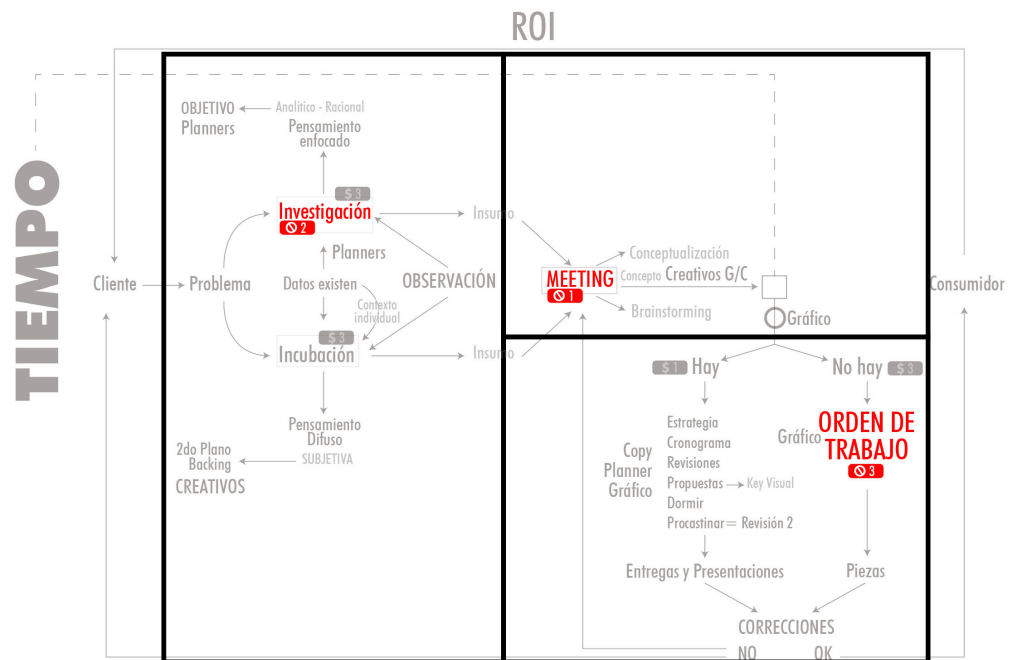 ROI
TIEMPO
OBJETIVO
Planners
Analítico - Racional
Pensamiento
enfocado
$ 3
Investigación
2
Insumo
Planners
Cliente
Problema
Datos existen
OBSERVACIÓN
Contexto
individual
$ 3
Incubación
Insumo
Pensamiento
Difuso
2do Plano
Backing
SUBJETIVA
CREATIVOS
Conceptualización
MEETING
1
Concepto Creativos G/C
Brainstorming
Gráfico
Consumidor
$ 1 Hay
No hay $ 3
Copy
Planner
Gráfico
Estrategia
Cronograma
Revisiones
Propuestas
Key Visual
Dormir
Procastinar = Revisión 2
Gráfico
ORDEN DE
TRABAJO
3
Entregas y Presentaciones
Piezas
CORRECCIONES
NO OK